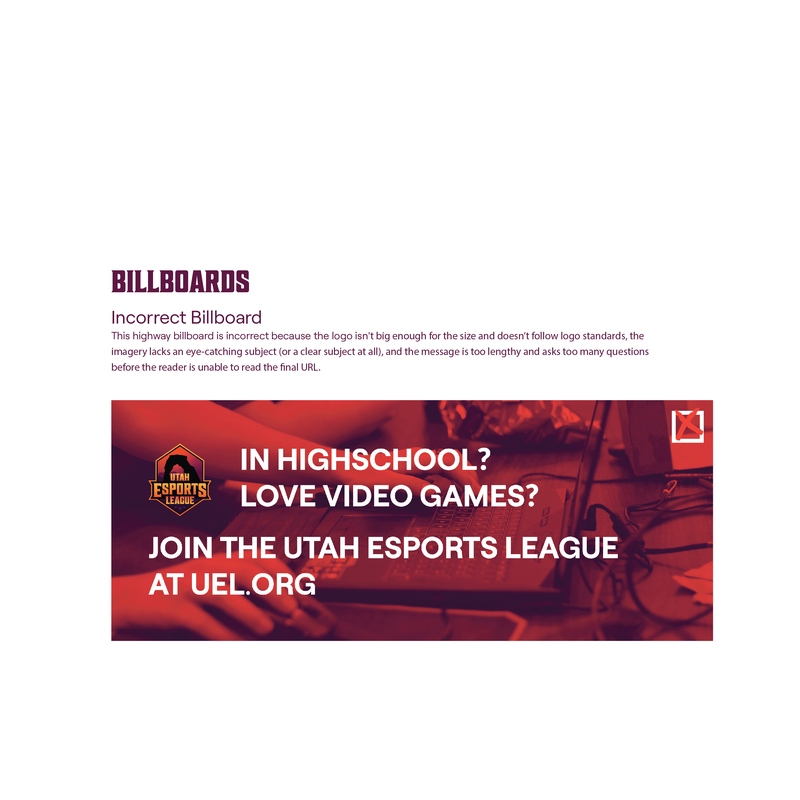 BILLBOARDS
Incorrect Billboard
This highway billboard is incorrect because the logo isn't big enough for the size and doesn't follow logo standards, the
imagery lacks an eye-catching subject (or a clear subject at all), and the message is too lengthy and asks too many questions
before the reader is unable to read the final URL.
UTAH
ESPORTS
LEAGUE
IN HIGHSCHOOL?
LOVE VIDEO GAMES?
JOIN THE UTAH ESPORTS LEAGUE
AT UEL.ORG